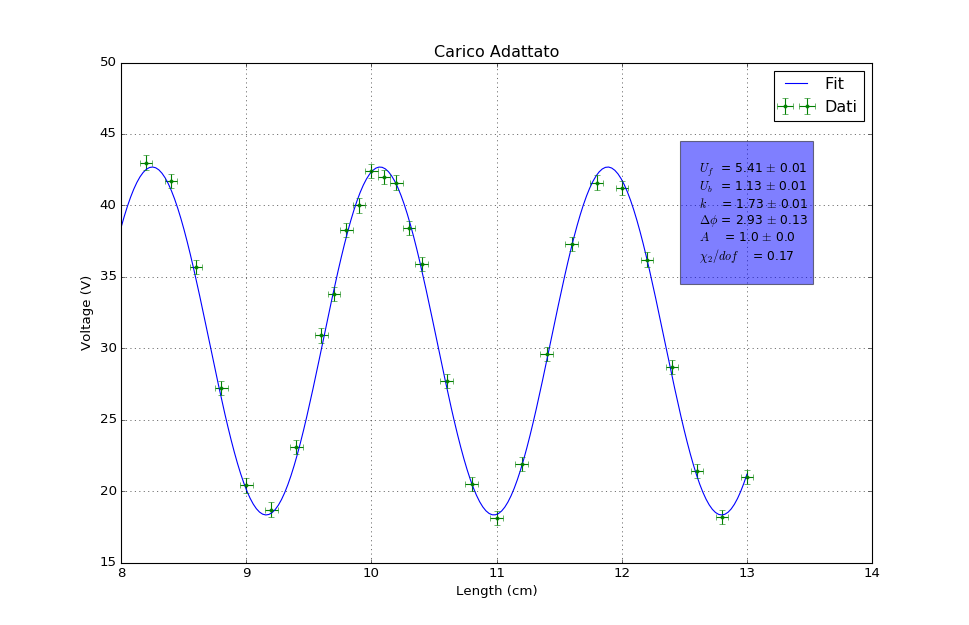 Carico Adattato
50
45
40
35
30
25
20
15
Voltage (V)
Fit
Dati
U_f = 5.41 ± 0.01
U_b = 1.13 ± 0.01
k = 1.73 ± 0.01
Δϕ = 2.93 ± 0.13
A = 1.0 ± 0.0
χ₂/dof = 0.17
8 9 10 11 12 13 14
Length (cm)